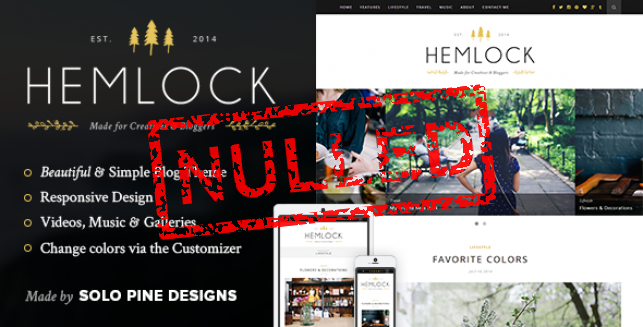 EST. 2014
HEMLOCK
Made for Creatives & Bloggers
Beautiful & Simple Blog Theme
Responsive Design
Videos, Music & Galleries
Change colors via the Customizer
Made by SOLO PINE DESIGNS
NULLED
HOME FEATURES LIFESTYLE TRAVEL MUSIC ABOUT CONTACT ME
EST. 2014
HEMLOCK
Made for Creatives & Bloggers
Flowers & Decorations
LIFESTYLE
FAVORITE COLORS
HEMLOCK
FLOWERS & DECORATIONS
HEMLOCK